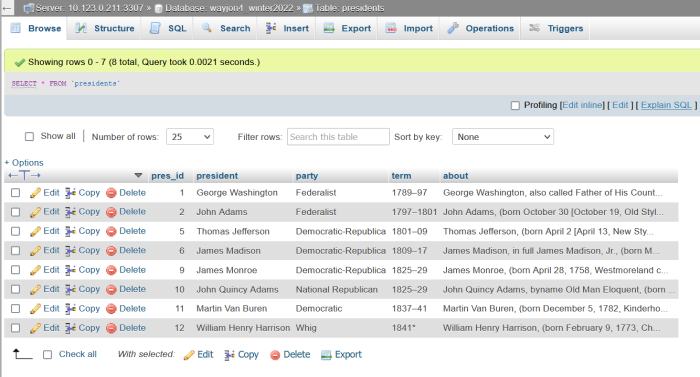 Server: 10.123.0.211:3307 » Database: wayjon4_winter2022 » Table: presidents
Browse Structure SQL Search Insert Export Import Operations Triggers
Showing rows 0 - 7 (8 total, Query took 0.0021 seconds.)
SELECT * FROM `presidents`
Profiling [Edit inline] [ Edit ] [ Explain SQL ]
Show all Number of rows: 25 Filter rows: Search this table Sort by key: None
+ Options
←T→ pres_id president party term about
Edit Copy Delete 1 George Washington Federalist 1789–97 George Washington, also called Father of His Count...
Edit Copy Delete 2 John Adams Federalist 1797–1801 John Adams, (born October 30 [October 19, Old Styl...
Edit Copy Delete 5 Thomas Jefferson Democratic-Republica 1801–09 Thomas Jefferson, (born April 2 [April 13, New Sty...
Edit Copy Delete 6 James Madison Democratic-Republica 1809–17 James Madison, in full James Madison, Jr., (born M...
Edit Copy Delete 9 James Monroe Democratic-Republica 1825–29 James Monroe, (born April 28, 1758, Westmoreland c...
Edit Copy Delete 10 John Quincy Adams National Republican 1825–29 John Quincy Adams, byname Old Man Eloquent, (born ...
Edit Copy Delete 11 Martin Van Buren Democratic 1837–41 Martin Van Buren, (born December 5, 1782, Kinderho...
Edit Copy Delete 12 William Henry Harrison Whig 1841* William Henry Harrison, (born February 9, 1773, Ch...
Check all With selected: Edit Copy Delete Export